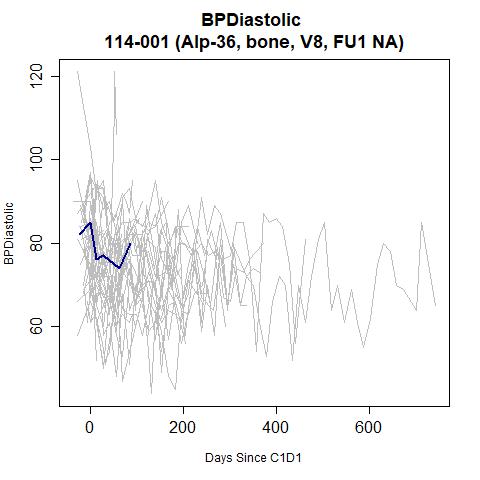 BPDiastolic
114-001 (Alp-36, bone, V8, FU1 NA)
BPDiastolic
120
100
80
60
0 200 400 600
Days Since C1D1